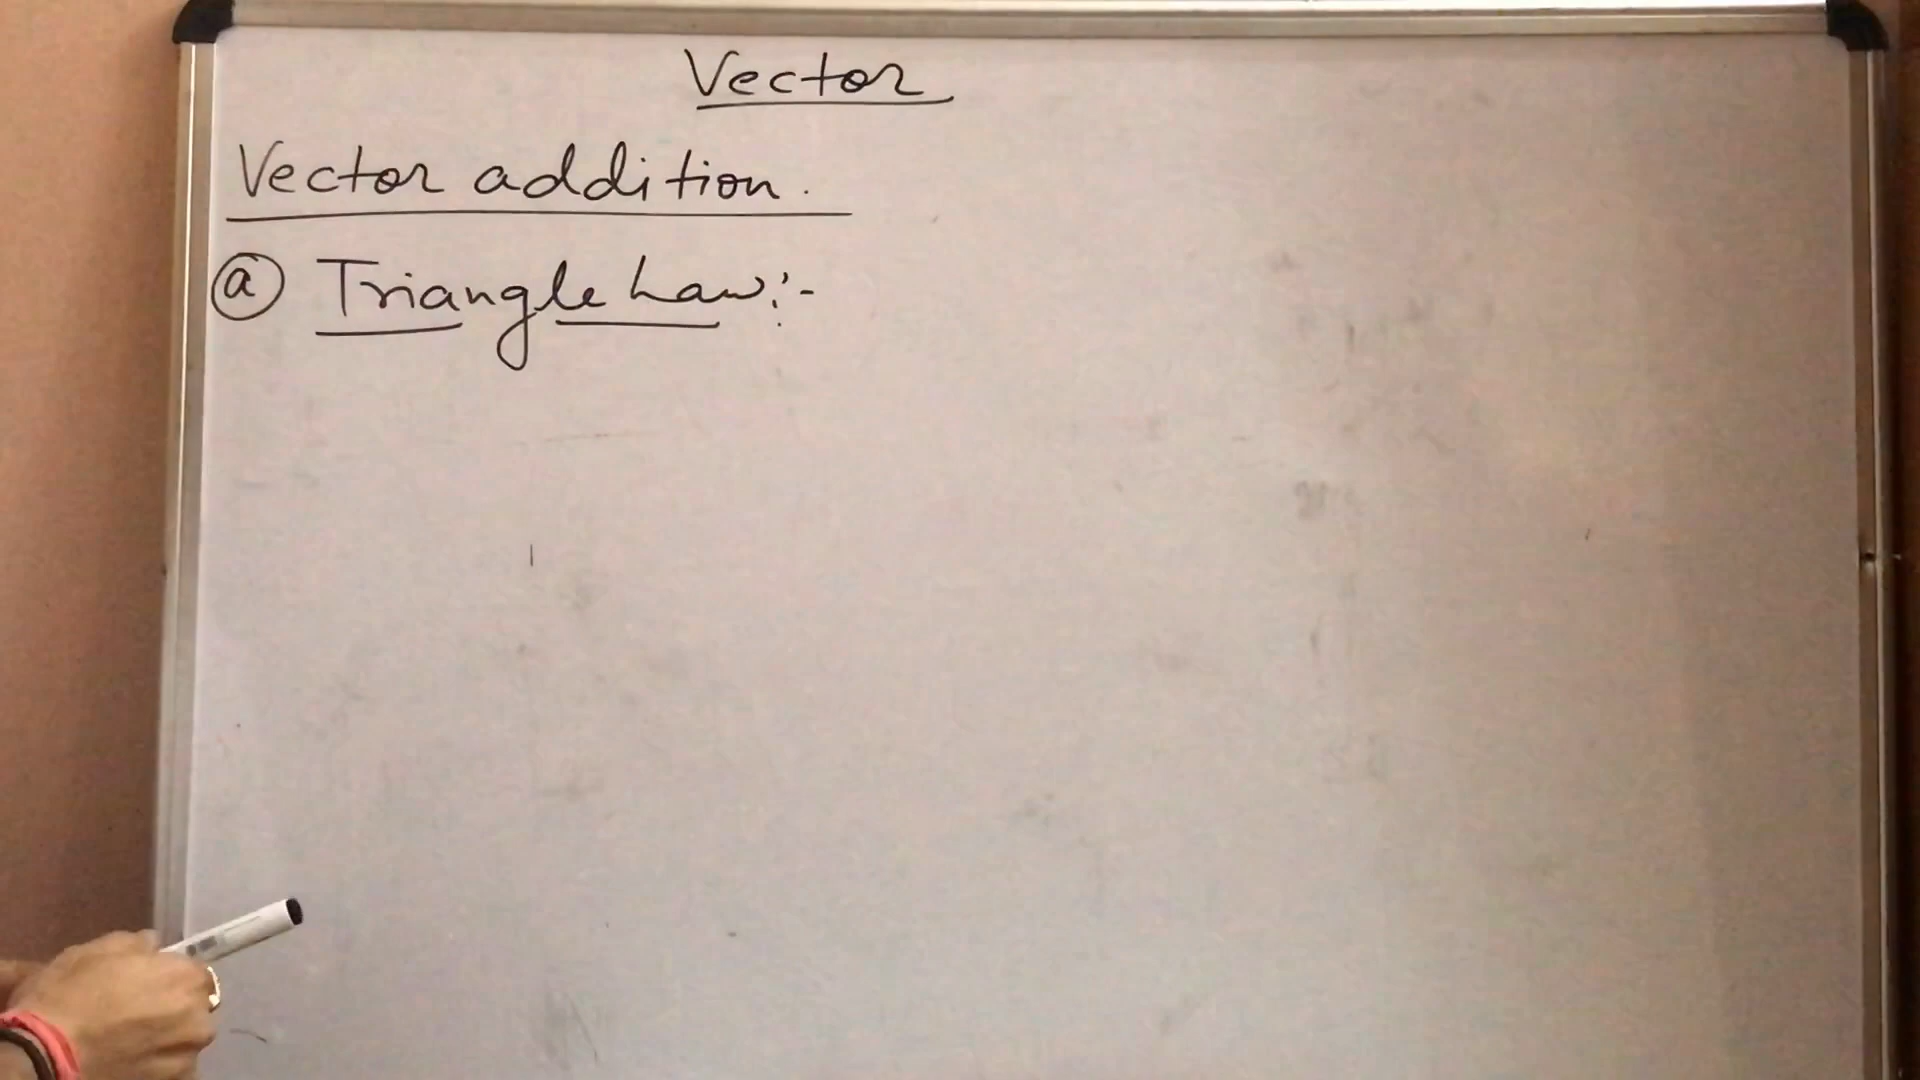 Vector
Vector addition.
ⓐ Triangle Law:-